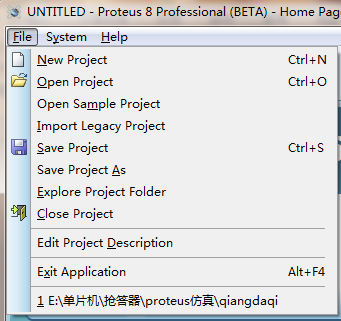 UNTITLED - Proteus 8 Professional (BETA) - Home Pag
File System Help
New Project Ctrl+N
Open Project Ctrl+O
Open Sample Project
Import Legacy Project
Save Project Ctrl+S
Save Project As
Explore Project Folder
Close Project
Edit Project Description
Exit Application Alt+F4
1 E:\单片机\抢答器\proteus仿真\qiangdaqi